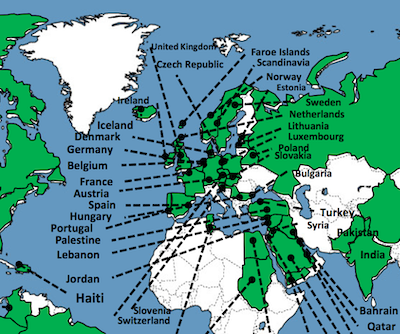 United Kingdom
Faroe Islands
Czech Republic
Scandinavia
Norway
Estonia
Ireland
Sweden
Iceland
Netherlands
Denmark
Lithuania
Germany
Luxembourg
Poland
Belgium
Slovakia
France
Bulgaria
Austria
Spain
Hungary
Turkey
Portugal
Syria
Pakistan
Palestine
Lebanon
India
Jordan
Haiti
Slovenia
Bahrain
Switzerland
Qatar